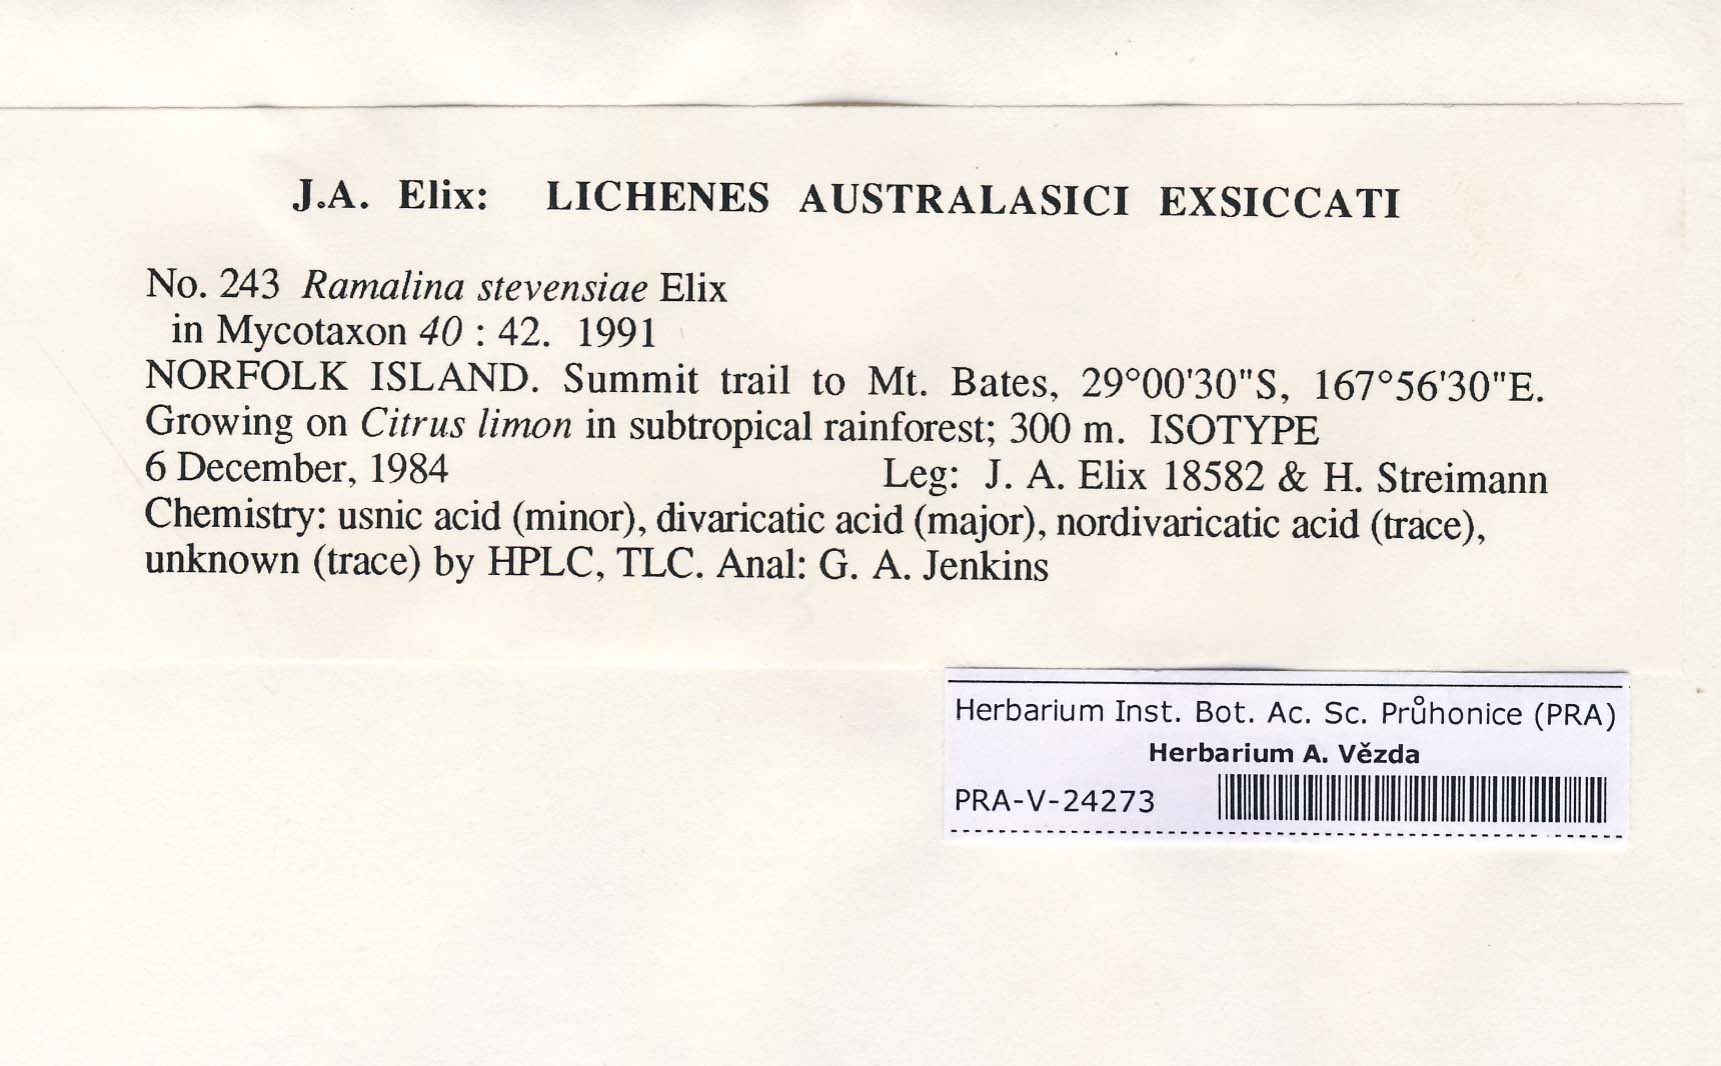 J.A. Elix: LICHENES AUSTRALASICI EXSICCATI
No. 243 Ramalina stevensiae Elix
in Mycotaxon 40 : 42. 1991
NORFOLK ISLAND. Summit trail to Mt. Bates, 29°00'30"S, 167°56'30"E.
Growing on Citrus limon in subtropical rainforest; 300 m. ISOTYPE
6 December, 1984 Leg: J. A. Elix 18582 & H. Streimann
Chemistry: usnic acid (minor), divaricatic acid (major), nordivaricatic acid (trace),
unknown (trace) by HPLC, TLC. Anal: G. A. Jenkins
Herbarium Inst. Bot. Ac. Sc. Průhonice (PRA)
Herbarium A. Vězda
PRA-V-24273